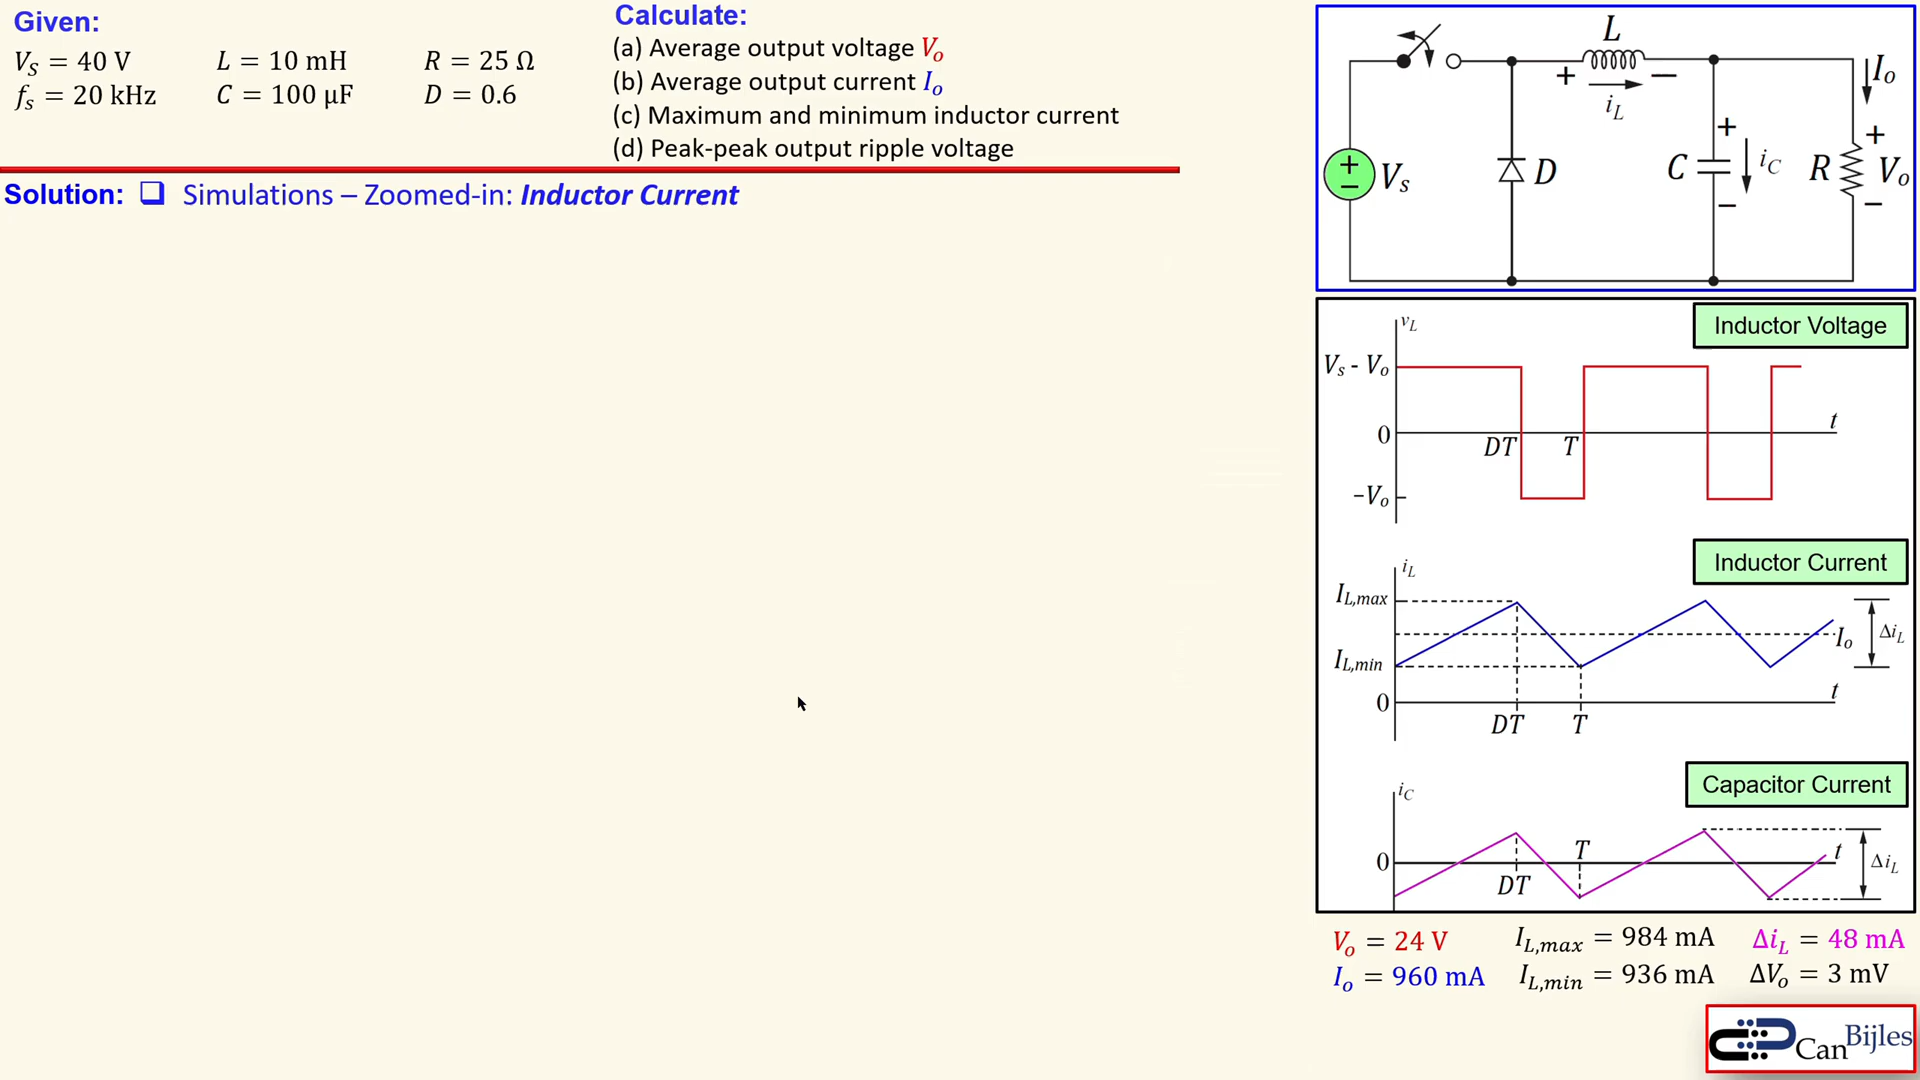 Given:
V_S = 40 V L = 10 mH R = 25 Ω
f_s = 20 kHz C = 100 μF D = 0.6
Calculate:
(a) Average output voltage V_o
(b) Average output current I_o
(c) Maximum and minimum inductor current
(d) Peak-peak output ripple voltage
Solution: ❑ Simulations – Zoomed-in: Inductor Current
L
+ −
i_L
I_o
+
−
V_s
D
C
+
−
i_C
R
+
V_o
−
Inductor Voltage
v_L
V_s - V_o
t
0
DT T
−V_o
Inductor Current
i_L
I_L,max
I_o
Δi_L
I_L,min
t
0
DT T
Capacitor Current
i_C
T
t
0
Δi_L
DT
V_o = 24 V I_L,max = 984 mA Δi_L = 48 mA
I_o = 960 mA I_L,min = 936 mA ΔV_o = 3 mV
Can Bijles